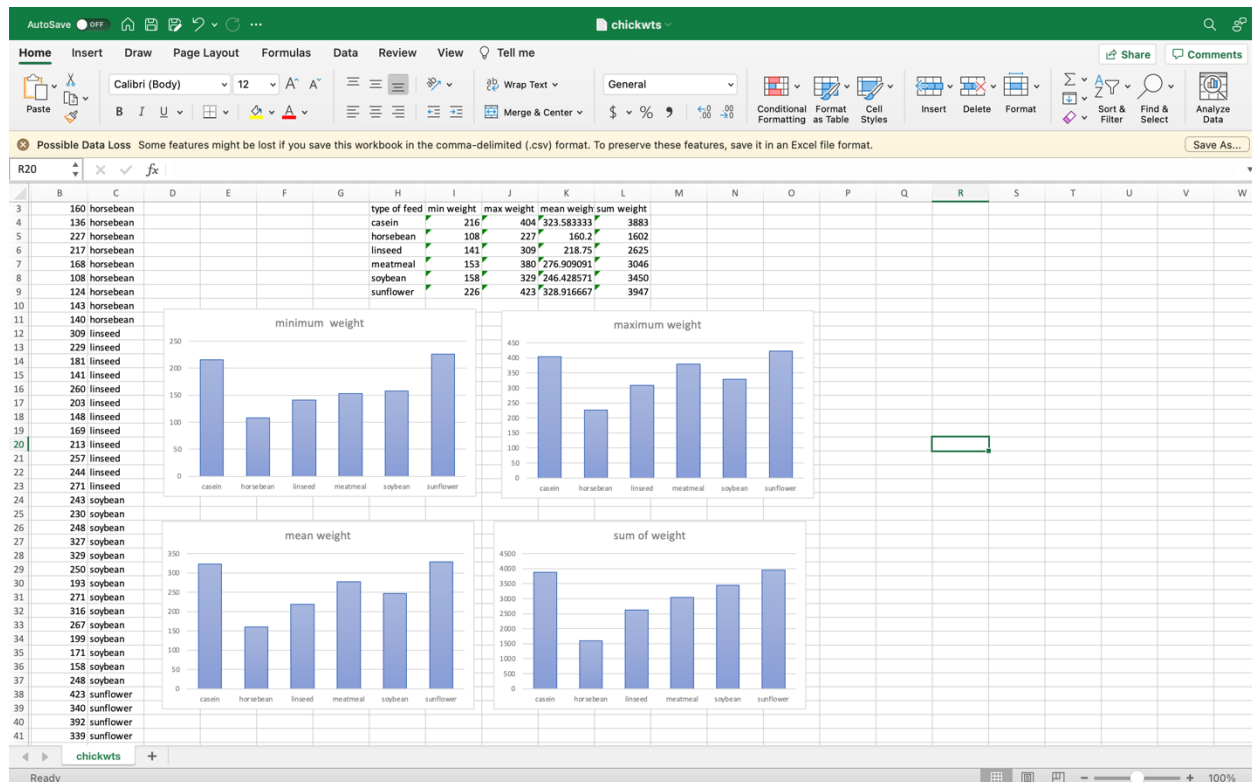 AutoSave OFF chickwts
Home Insert Draw Page Layout Formulas Data Review View Tell me Share Comments
Paste Calibri (Body) 12 A^ A˅ Wrap Text General Conditional Formatting Format as Table Cell Styles Insert Delete Format Sort & Filter Find & Select Analyze Data
B I U A Merge & Center $ % 9
Possible Data Loss Some features might be lost if you save this workbook in the comma-delimited (.csv) format. To preserve these features, save it in an Excel file format. Save As...
R20 fx
B C D E F G H I J K L M N O P Q R S T U V W
3 160 horsebean type of feed min weight max weight mean weigh sum weight
4 136 horsebean casein 216 404 323.583333 3883
5 227 horsebean horsebean 108 227 160.2 1602
6 217 horsebean linseed 141 309 218.75 2625
7 168 horsebean meatmeal 153 380 276.909091 3046
8 108 horsebean soybean 158 329 246.428571 3450
9 124 horsebean sunflower 226 423 328.916667 3947
10 143 horsebean
11 140 horsebean
12 309 linseed
13 229 linseed
14 181 linseed
15 141 linseed
16 260 linseed
17 203 linseed
18 148 linseed
19 169 linseed
20 213 linseed
21 257 linseed
22 244 linseed
23 271 linseed
24 243 soybean
25 230 soybean
26 248 soybean
27 327 soybean
28 329 soybean
29 250 soybean
30 193 soybean
31 271 soybean
32 316 soybean
33 267 soybean
34 199 soybean
35 171 soybean
36 158 soybean
37 248 soybean
38 423 sunflower
39 340 sunflower
40 392 sunflower
41 339 sunflower
minimum weight
250
200
150
100
50
0
casein horsebean linseed meatmeal soybean sunflower
maximum weight
450
400
350
300
250
200
150
100
50
0
casein horsebean linseed meatmeal soybean sunflower
mean weight
350
300
250
200
150
100
50
0
casein horsebean linseed meatmeal soybean sunflower
sum of weight
4500
4000
3500
3000
2500
2000
1500
1000
500
0
casein horsebean linseed meatmeal soybean sunflower
chickwts +
Ready 100%